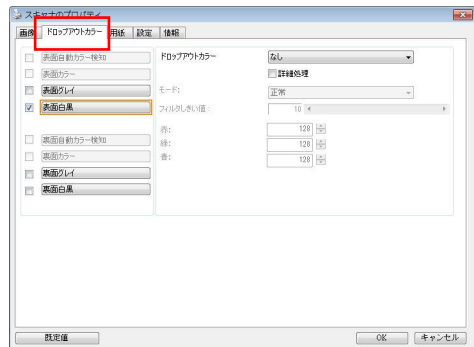 スキャナのプロパティ
画像 ドロップアウトカラー 用紙 設定 情報
表面自動カラー検知 ドロップアウトカラー なし
表面カラー 詳細処理
表面グレイ モード: 正常
表面白黒 フィルタしきい値: 10
赤: 128
裏面自動カラー検知 緑: 128
裏面カラー 青: 128
裏面グレイ
裏面白黒
既定値 OK キャンセル